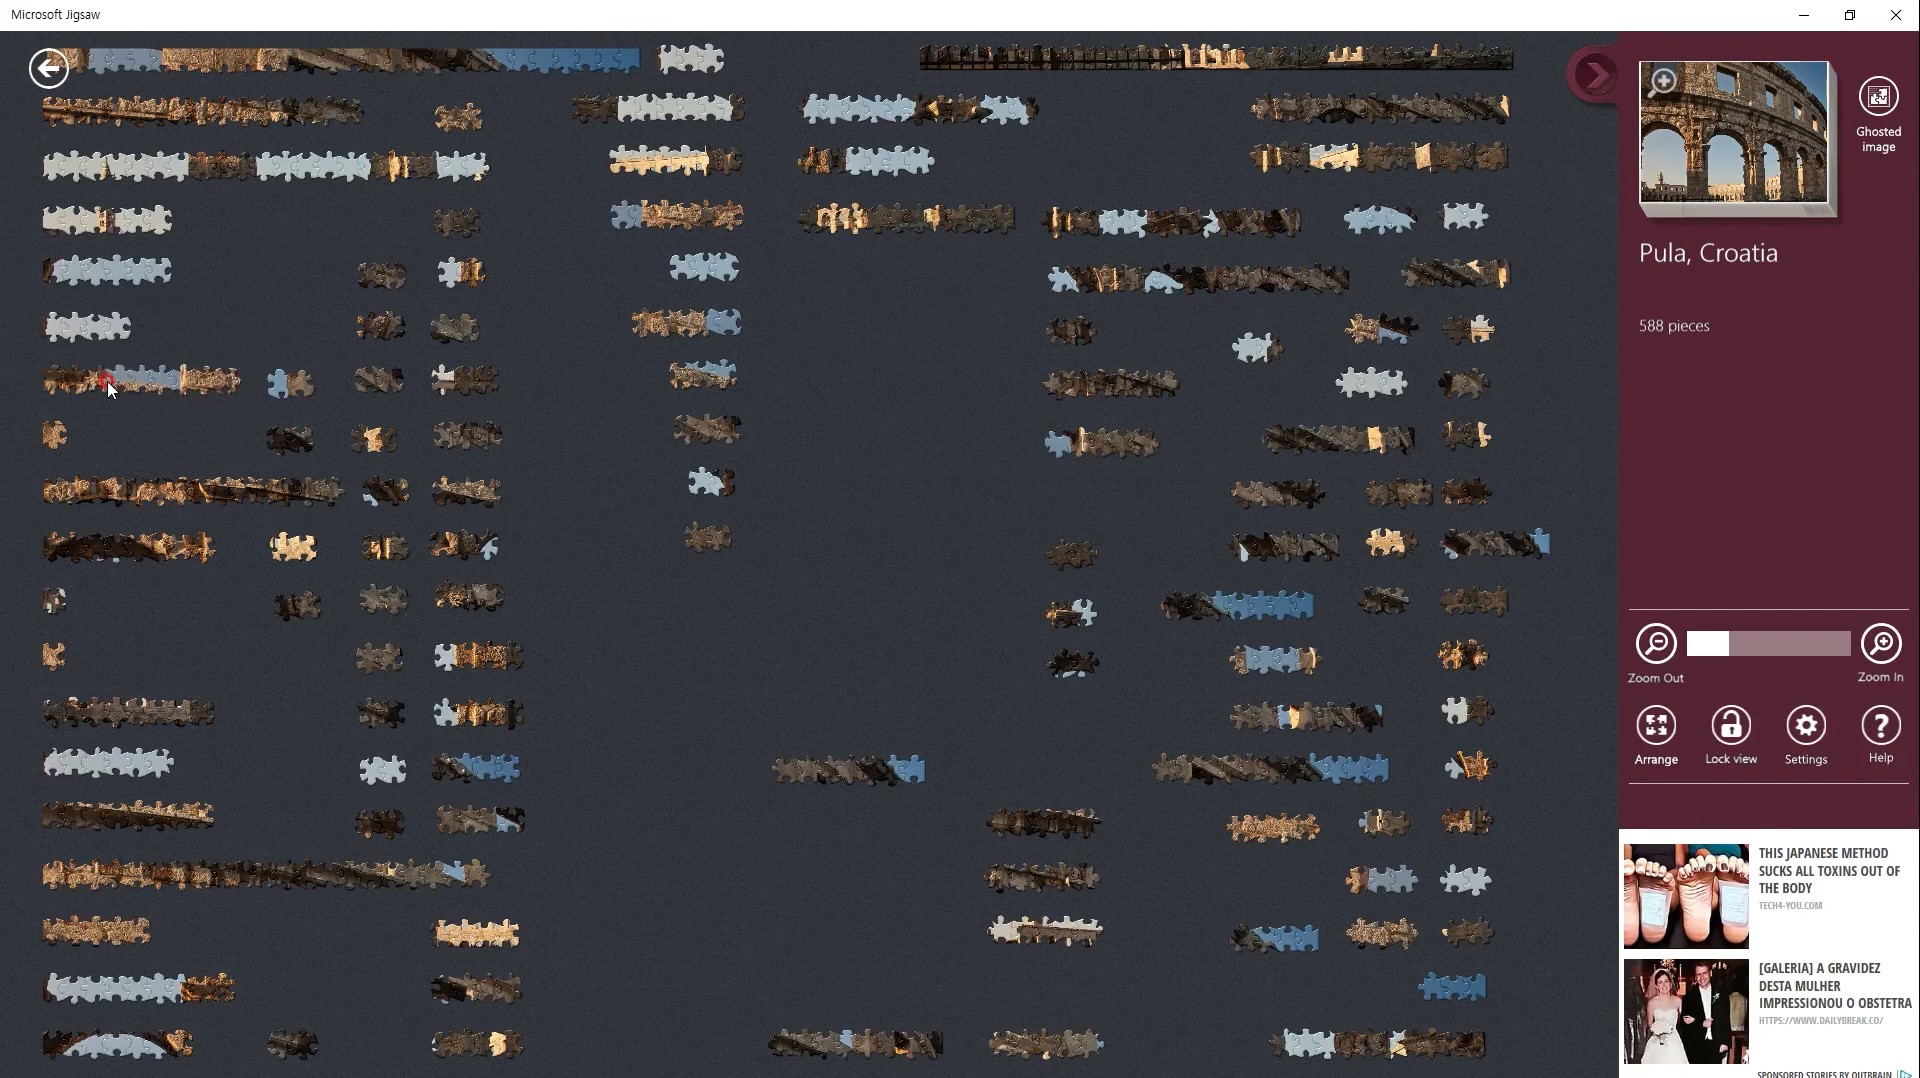 Microsoft Jigsaw
Ghosted
image
Pula, Croatia
588 pieces
Zoom Out
Zoom In
Arrange
Lock view
Settings
Help
THIS JAPANESE METHOD
SUCKS ALL TOXINS OUT OF
THE BODY
TECH4-YOU.COM
[GALERIA] A GRAVIDEZ
DESTA MULHER
IMPRESSIONOU O OBSTETRA
HTTPS://WWW.DAILYBREAK.CO/
SPONSORED STORIES BY OUTBRAIN